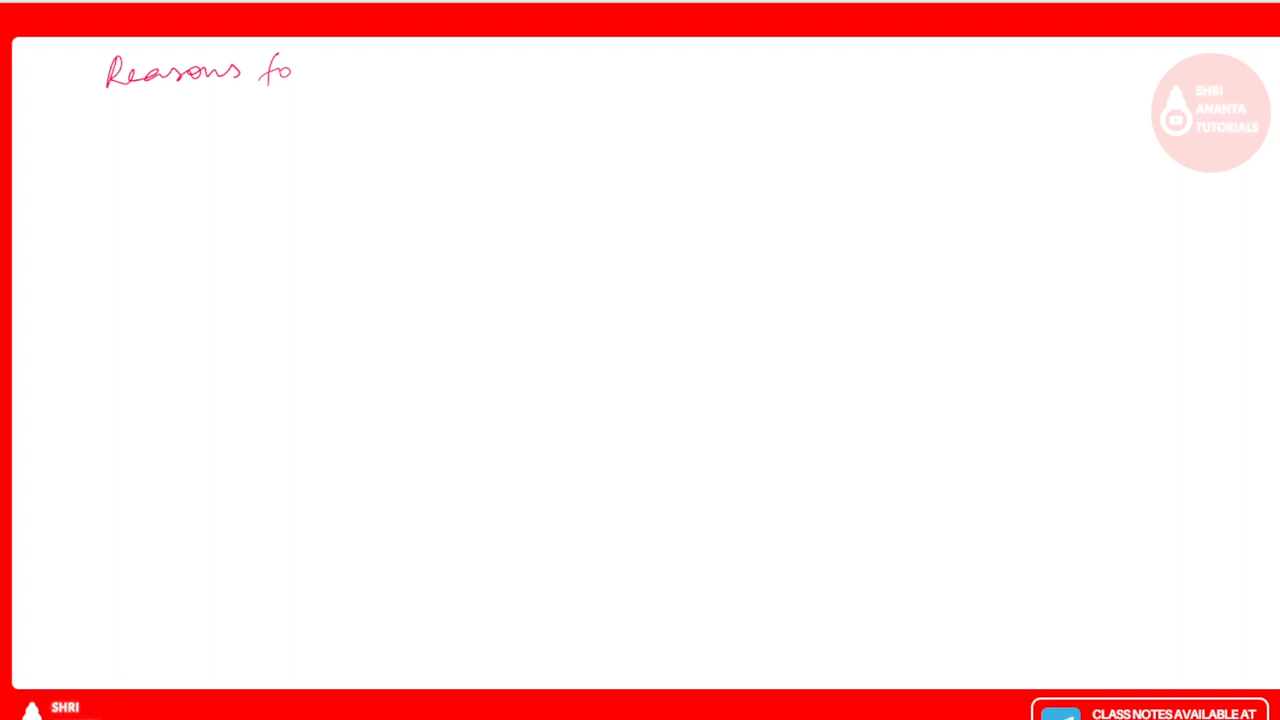 Reasons fo
SHRI
ANANTA
TUTORIALS
SHRI
CLASS NOTES AVAILABLE AT